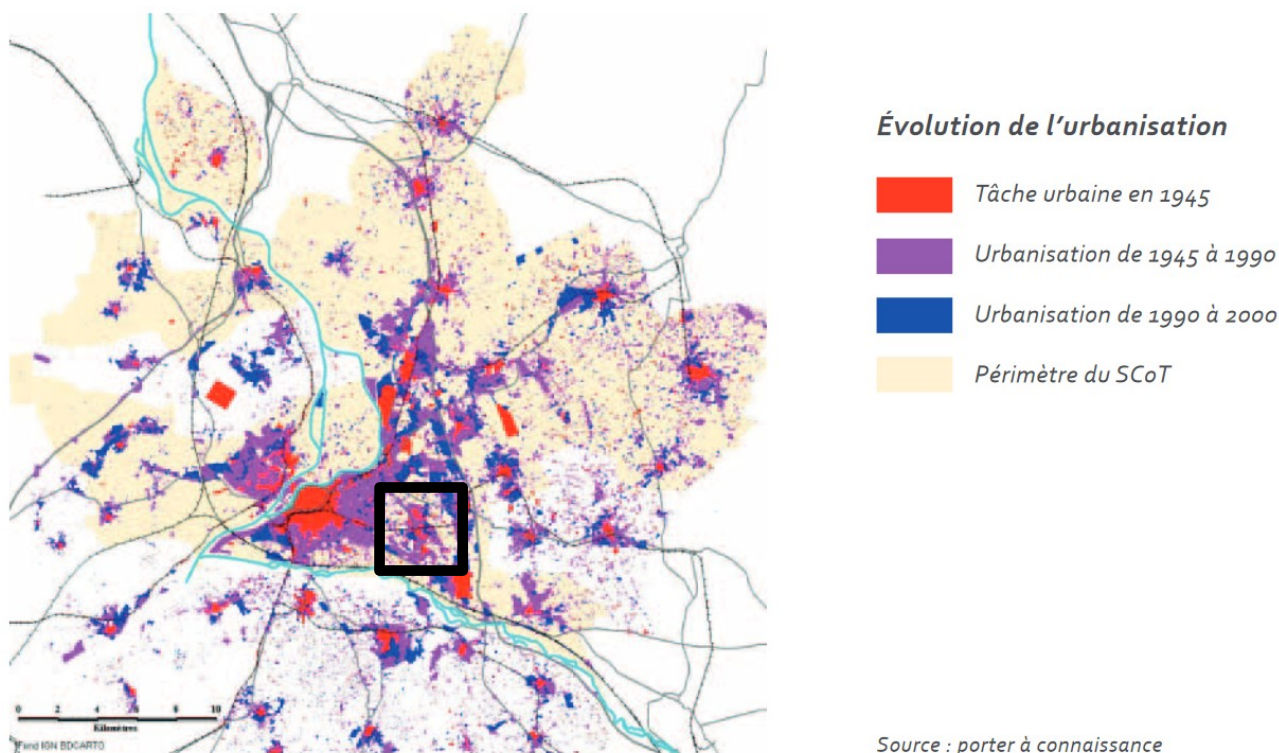 Évolution de l'urbanisation
Tâche urbaine en 1945
Urbanisation de 1945 à 1990
Urbanisation de 1990 à 2000
Périmètre du SCoT
0 2 4 6 8 10
Kilomètres
Fond IGN BDCARTO
Source : porter à connaissance